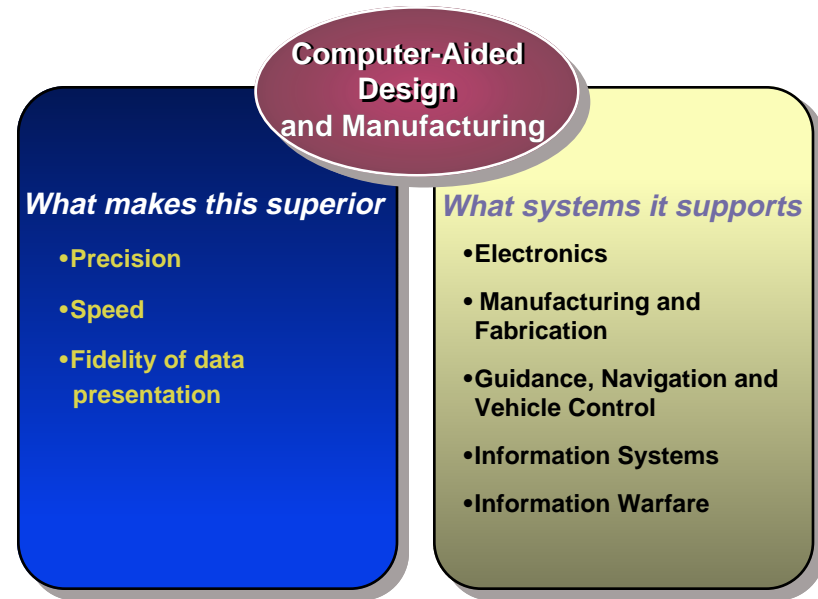 Computer-Aided
Design
and Manufacturing
What makes this superior
•Precision
•Speed
•Fidelity of data
presentation
What systems it supports
•Electronics
• Manufacturing and
Fabrication
•Guidance, Navigation and
Vehicle Control
•Information Systems
•Information Warfare